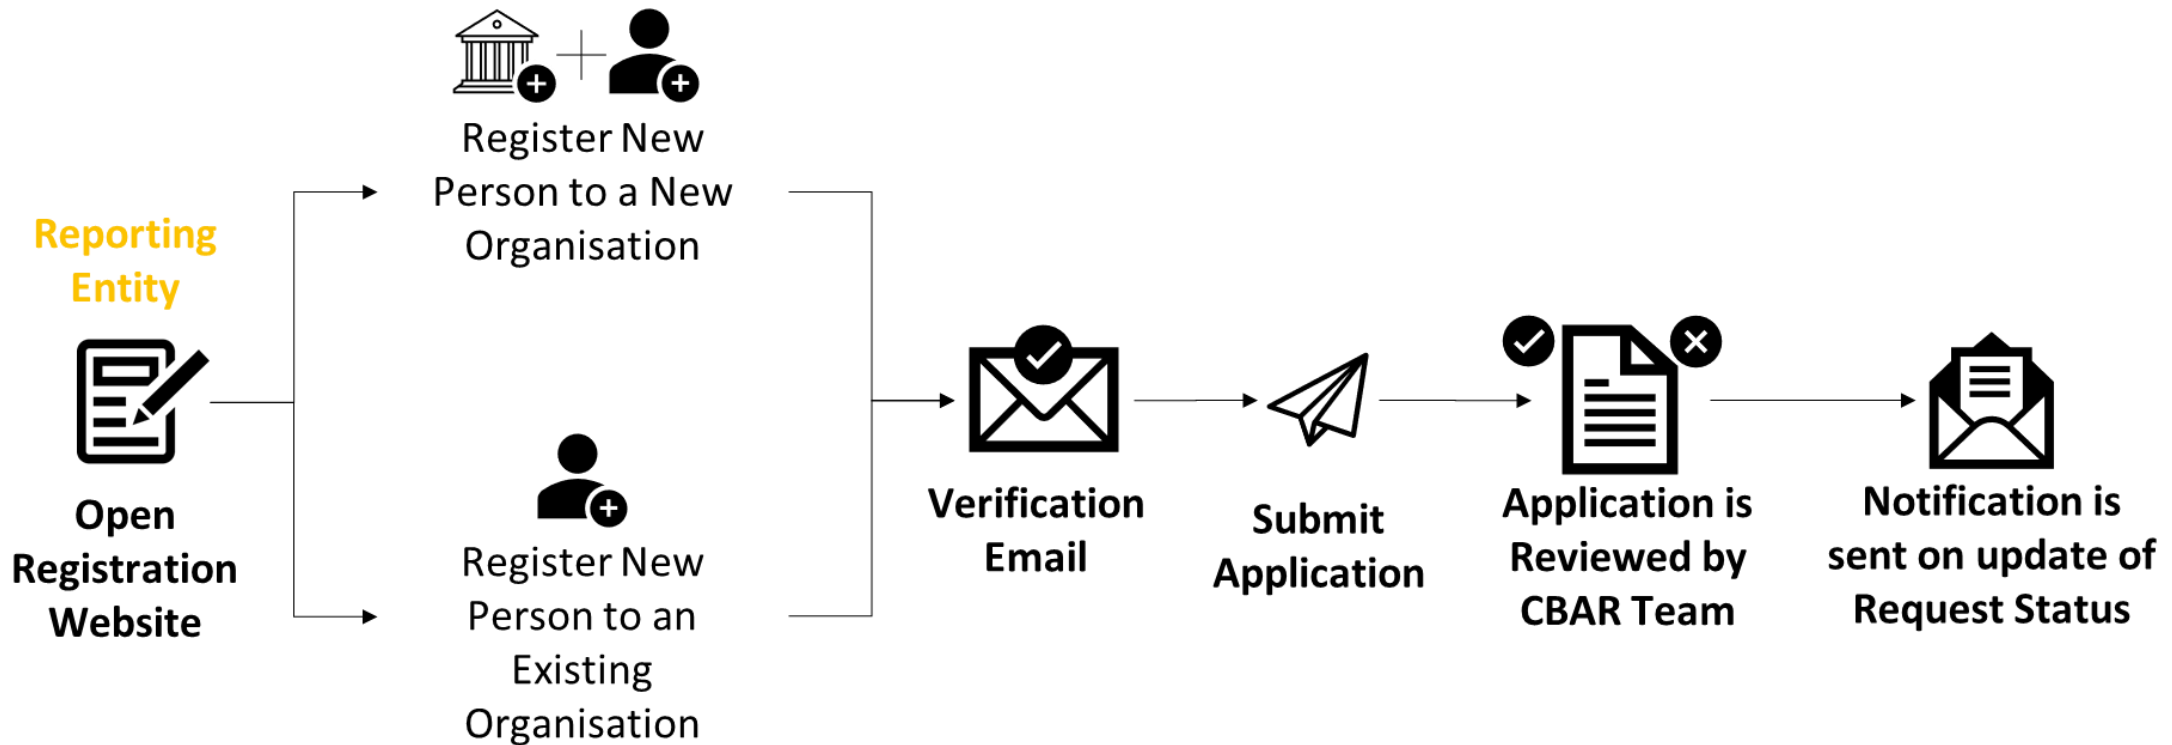 Reporting
Entity
Open
Registration
Website
Register New
Person to a New
Organisation
Register New
Person to an
Existing
Organisation
Verification
Email
Submit
Application
Application is
Reviewed by
CBAR Team
Notification is
sent on update of
Request Status